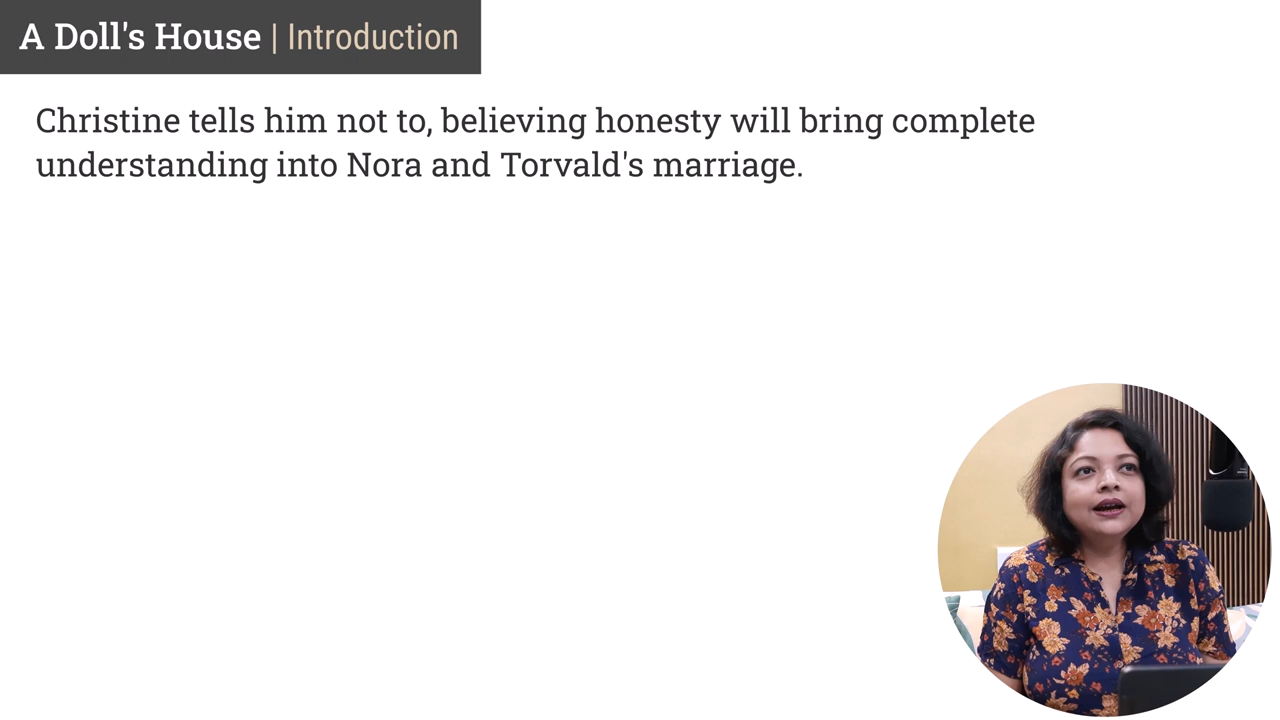 A Doll's House | Introduction
Christine tells him not to, believing honesty will bring complete
understanding into Nora and Torvald's marriage.